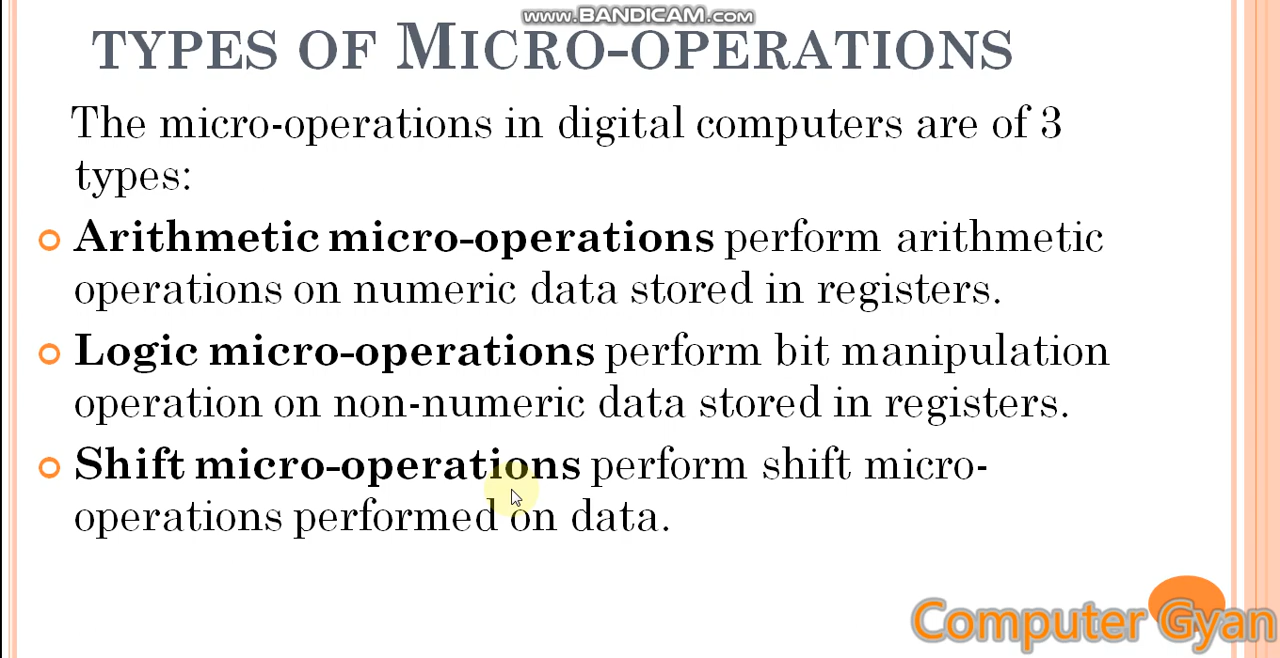 www.BANDICAM.com
TYPES OF MICRO-OPERATIONS
The micro-operations in digital computers are of 3
types:
Arithmetic micro-operations perform arithmetic
operations on numeric data stored in registers.
Logic micro-operations perform bit manipulation
operation on non-numeric data stored in registers.
Shift micro-operations perform shift micro-
operations performed on data.
Computer Gyan